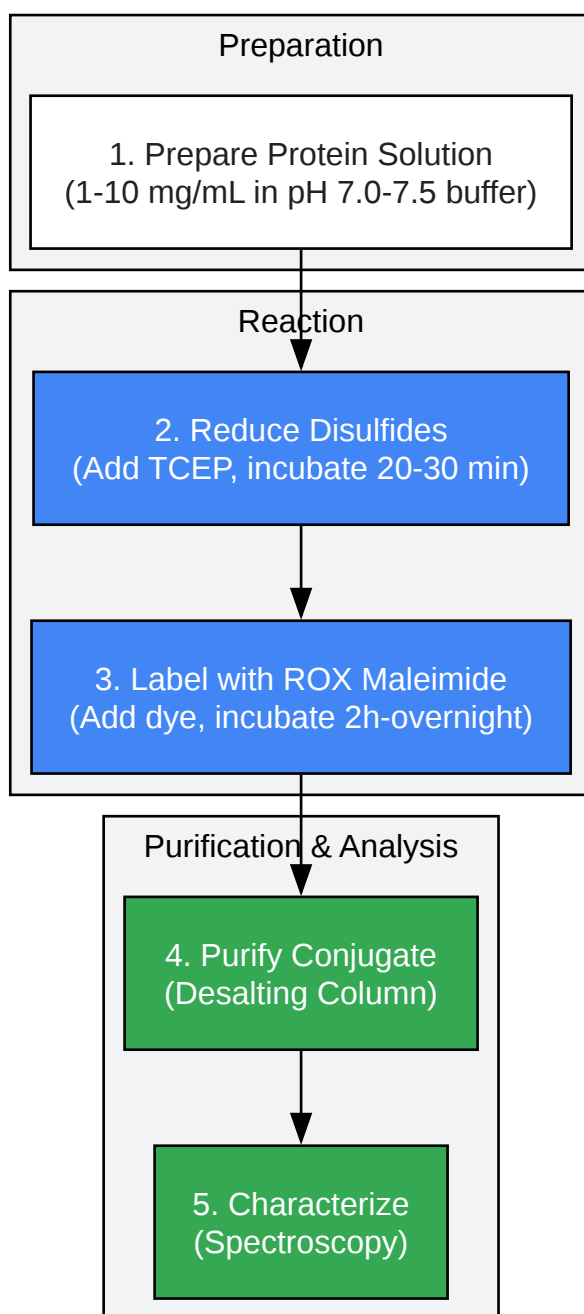 Preparation
1. Prepare Protein Solution
(1-10 mg/mL in pH 7.0-7.5 buffer)
Reaction
2. Reduce Disulfides
(Add TCEP, incubate 20-30 min)
3. Label with ROX Maleimide
(Add dye, incubate 2h-overnight)
Purification & Analysis
4. Purify Conjugate
(Desalting Column)
5. Characterize
(Spectroscopy)